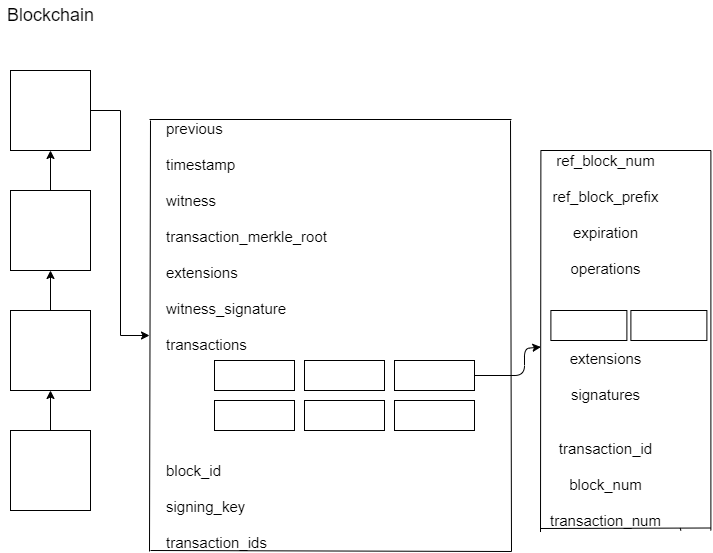 Blockchain
previous
timestamp
witness
transaction_merkle_root
extensions
witness_signature
transactions
block_id
signing_key
transaction_ids
ref_block_num
ref_block_prefix
expiration
operations
extensions
signatures
transaction_id
block_num
transaction_num